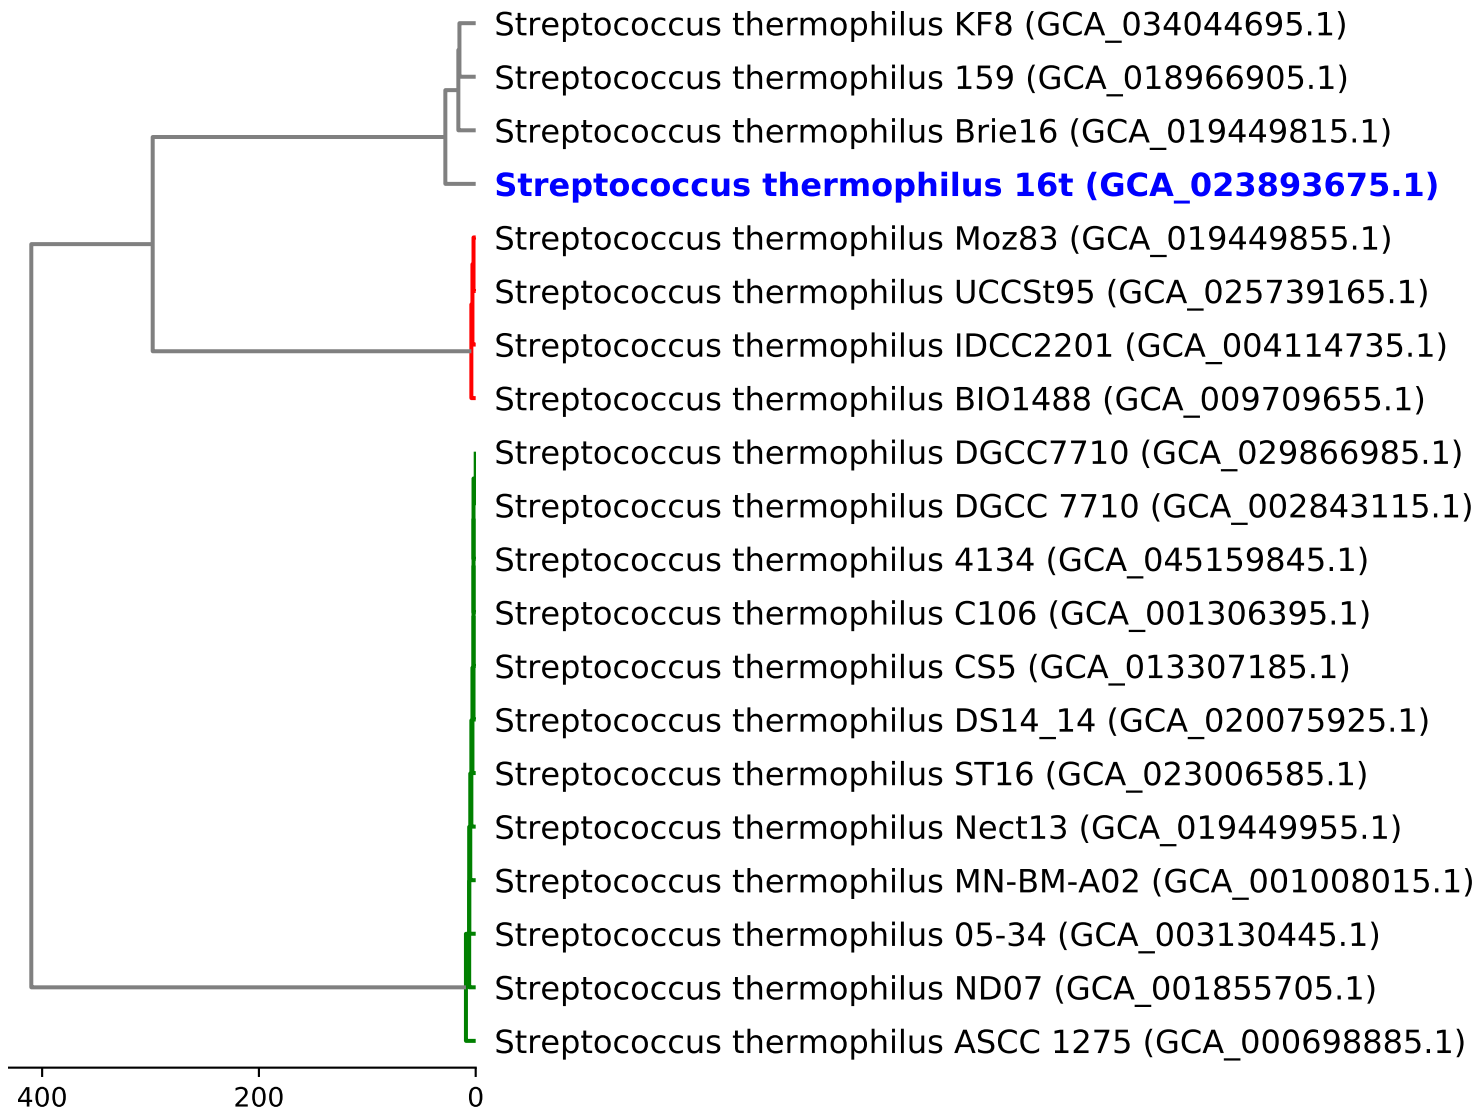 Streptococcus thermophilus KF8 (GCA_034044695.1)
Streptococcus thermophilus 159 (GCA_018966905.1)
Streptococcus thermophilus Brie16 (GCA_019449815.1)
Streptococcus thermophilus 16t (GCA_023893675.1)
Streptococcus thermophilus Moz83 (GCA_019449855.1)
Streptococcus thermophilus UCCSt95 (GCA_025739165.1)
Streptococcus thermophilus IDCC2201 (GCA_004114735.1)
Streptococcus thermophilus BIO1488 (GCA_009709655.1)
Streptococcus thermophilus DGCC7710 (GCA_029866985.1)
Streptococcus thermophilus DGCC 7710 (GCA_002843115.1)
Streptococcus thermophilus 4134 (GCA_045159845.1)
Streptococcus thermophilus C106 (GCA_001306395.1)
Streptococcus thermophilus CS5 (GCA_013307185.1)
Streptococcus thermophilus DS14_14 (GCA_020075925.1)
Streptococcus thermophilus ST16 (GCA_023006585.1)
Streptococcus thermophilus Nect13 (GCA_019449955.1)
Streptococcus thermophilus MN-BM-A02 (GCA_001008015.1)
Streptococcus thermophilus 05-34 (GCA_003130445.1)
Streptococcus thermophilus ND07 (GCA_001855705.1)
Streptococcus thermophilus ASCC 1275 (GCA_000698885.1)
400 200 0